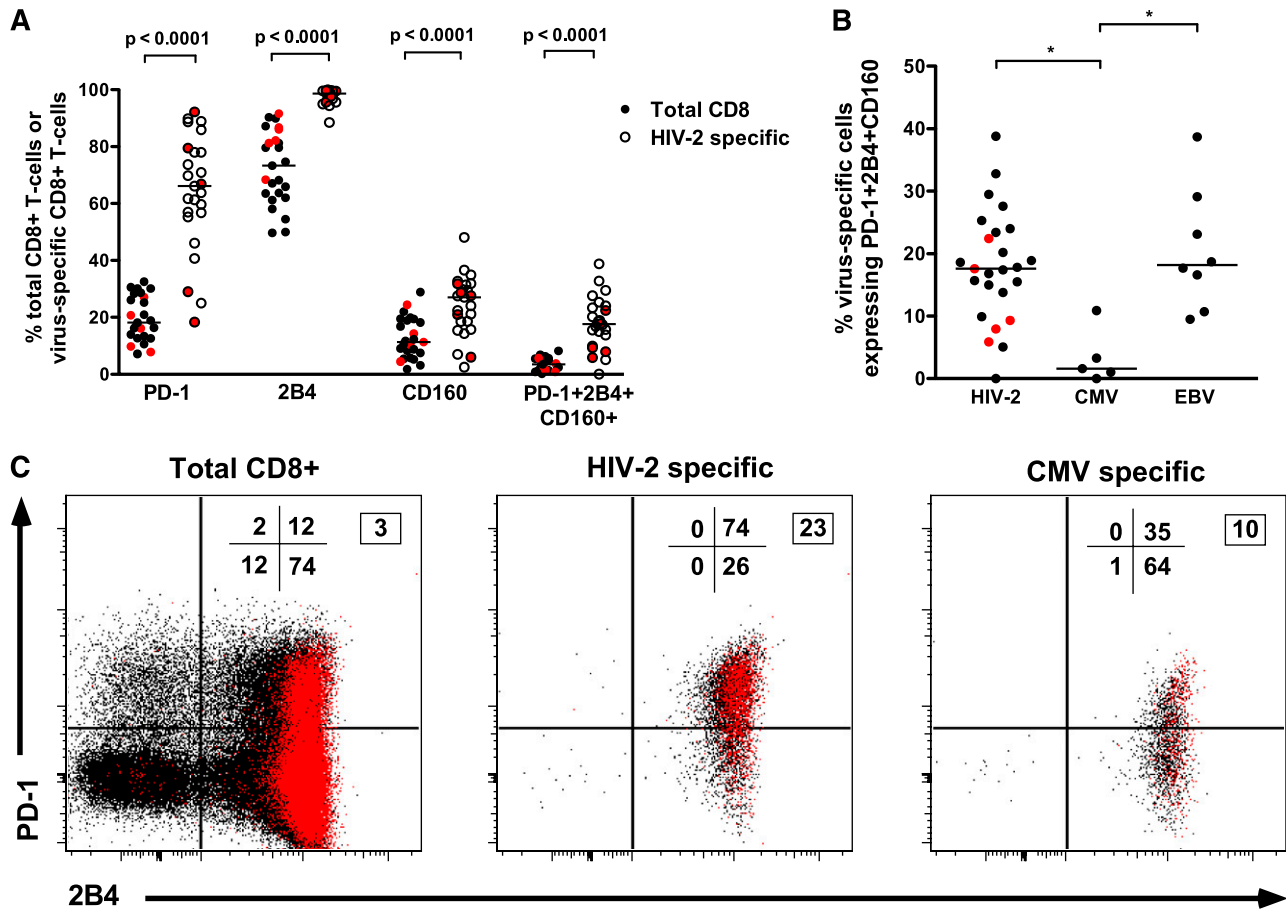 A
p < 0.0001 p < 0.0001 p < 0.0001 p < 0.0001
% total CD8+ T-cells or
virus-specific CD8+ T-cells
100
80
60
40
20
0
PD-1 2B4 CD160 PD-1+2B4+
CD160+
Total CD8
HIV-2 specific
B
* *
% virus-specific cells
expressing PD-1+2B4+CD160
50
40
30
20
10
0
HIV-2 CMV EBV
C
Total CD8+ HIV-2 specific CMV specific
2 12 3
12 74
0 74 23
0 26
0 35 10
1 64
PD-1
2B4